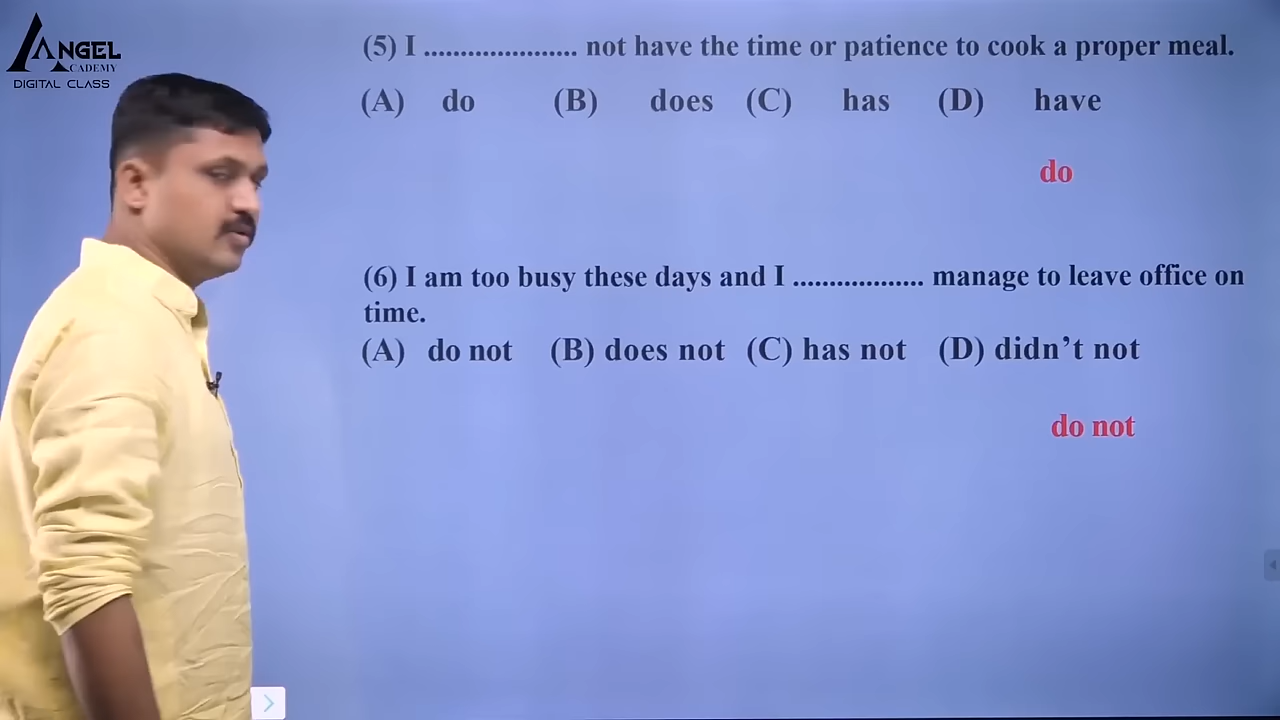 ANGEL
ACADEMY
DIGITAL CLASS
(5) I ..................... not have the time or patience to cook a proper meal.
(A) do (B) does (C) has (D) have
do
(6) I am too busy these days and I .................. manage to leave office on
time.
(A) do not (B) does not (C) has not (D) didn’t not
do not